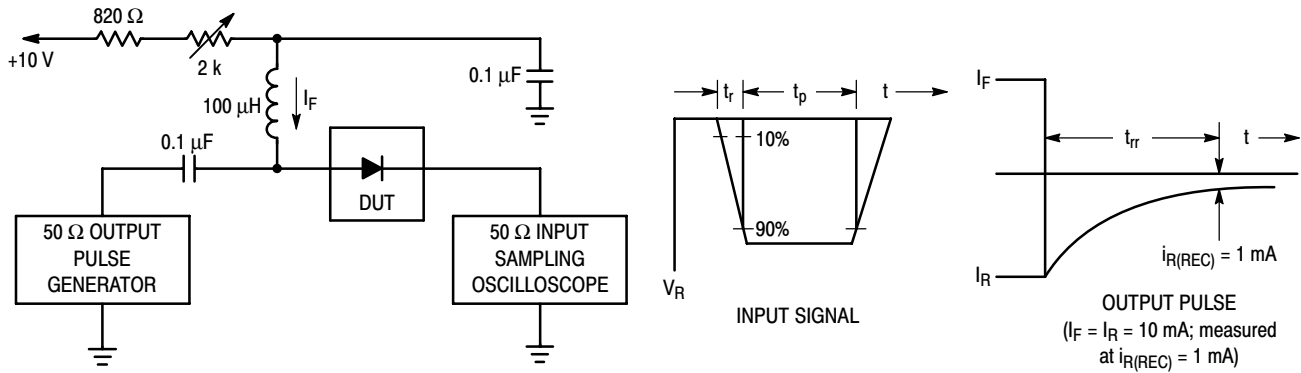 820 Ω
+10 V
2 k
100 µH
I_F
0.1 µF
0.1 µF
DUT
50 Ω OUTPUT
PULSE
GENERATOR
50 Ω INPUT
SAMPLING
OSCILLOSCOPE
t_r
t_p
t
10%
90%
V_R
INPUT SIGNAL
I_F
t_rr
t
I_R
i_R(REC) = 1 mA
OUTPUT PULSE
(I_F = I_R = 10 mA; measured
at i_R(REC) = 1 mA)